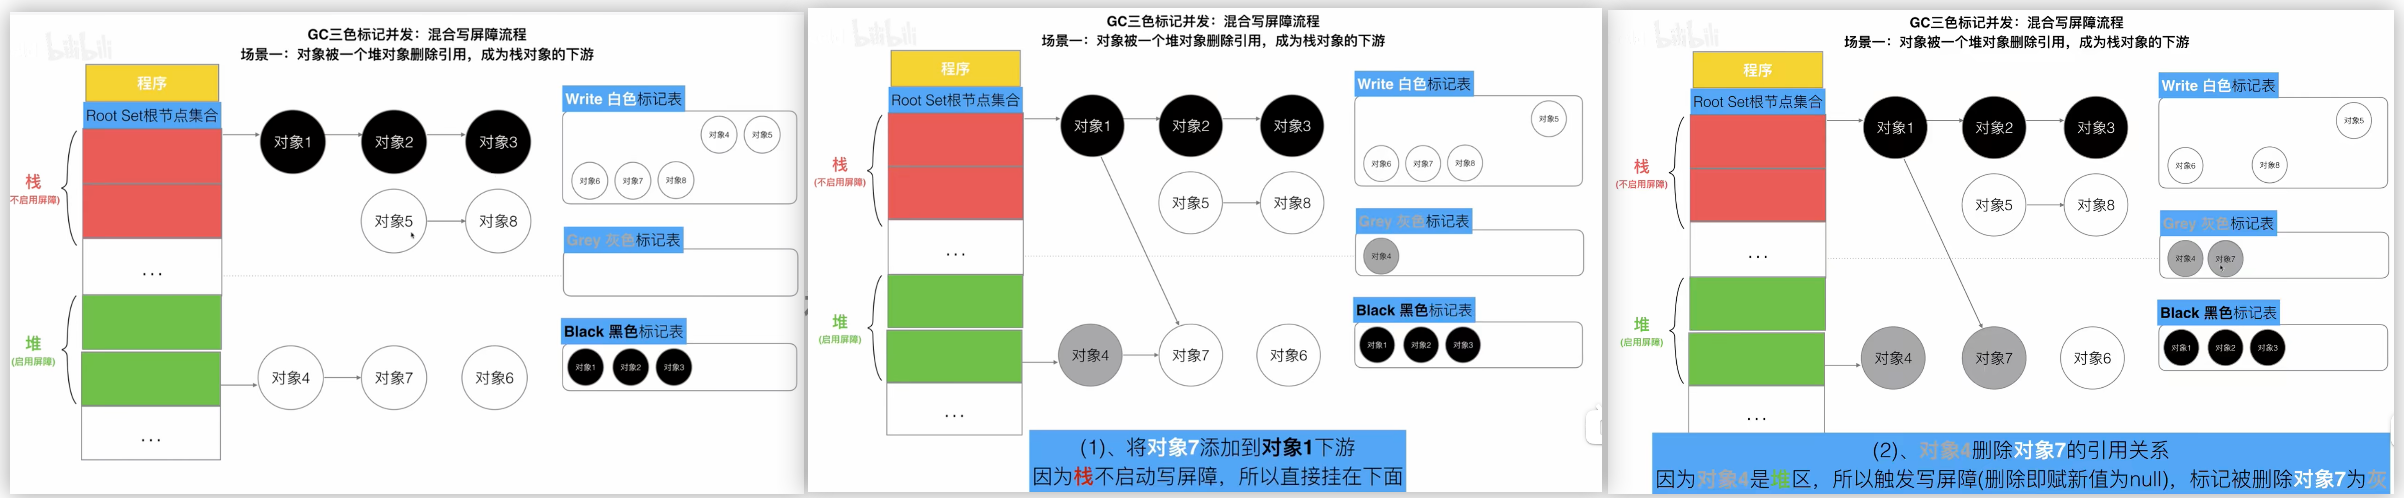 GC三色标记并发：混合写屏障流程
场景一：对象被一个堆对象删除引用，成为栈对象的下游
bilibili
程序
Root Set根节点集合
栈
(不启用屏障)
...
堆
(启用屏障)
...
对象1
对象2
对象3
对象5
对象8
对象4
对象7
对象6
Write 白色标记表
对象4
对象5
对象6
对象7
对象8
Grey 灰色标记表
Black 黑色标记表
对象1
对象2
对象3
GC三色标记并发：混合写屏障流程
场景一：对象被一个堆对象删除引用，成为栈对象的下游
bilibili
程序
Root Set根节点集合
栈
(不启用屏障)
...
堆
(启用屏障)
...
对象1
对象2
对象3
对象5
对象8
对象4
对象7
对象6
Write 白色标记表
对象5
对象6
对象7
对象8
Grey 灰色标记表
对象4
Black 黑色标记表
对象1
对象2
对象3
(1)、将对象7添加到对象1下游
因为栈不启动写屏障，所以直接挂在下面
GC三色标记并发：混合写屏障流程
场景一：对象被一个堆对象删除引用，成为栈对象的下游
bilibili
程序
Root Set根节点集合
栈
(不启用屏障)
...
堆
(启用屏障)
...
对象1
对象2
对象3
对象5
对象8
对象4
对象7
对象6
Write 白色标记表
对象5
对象6
对象8
Grey 灰色标记表
对象4
对象7
Black 黑色标记表
对象1
对象2
对象3
(2)、对象4删除对象7的引用关系
因为对象4是堆区，所以触发写屏障(删除即赋新值为null)，标记被删除对象7为灰